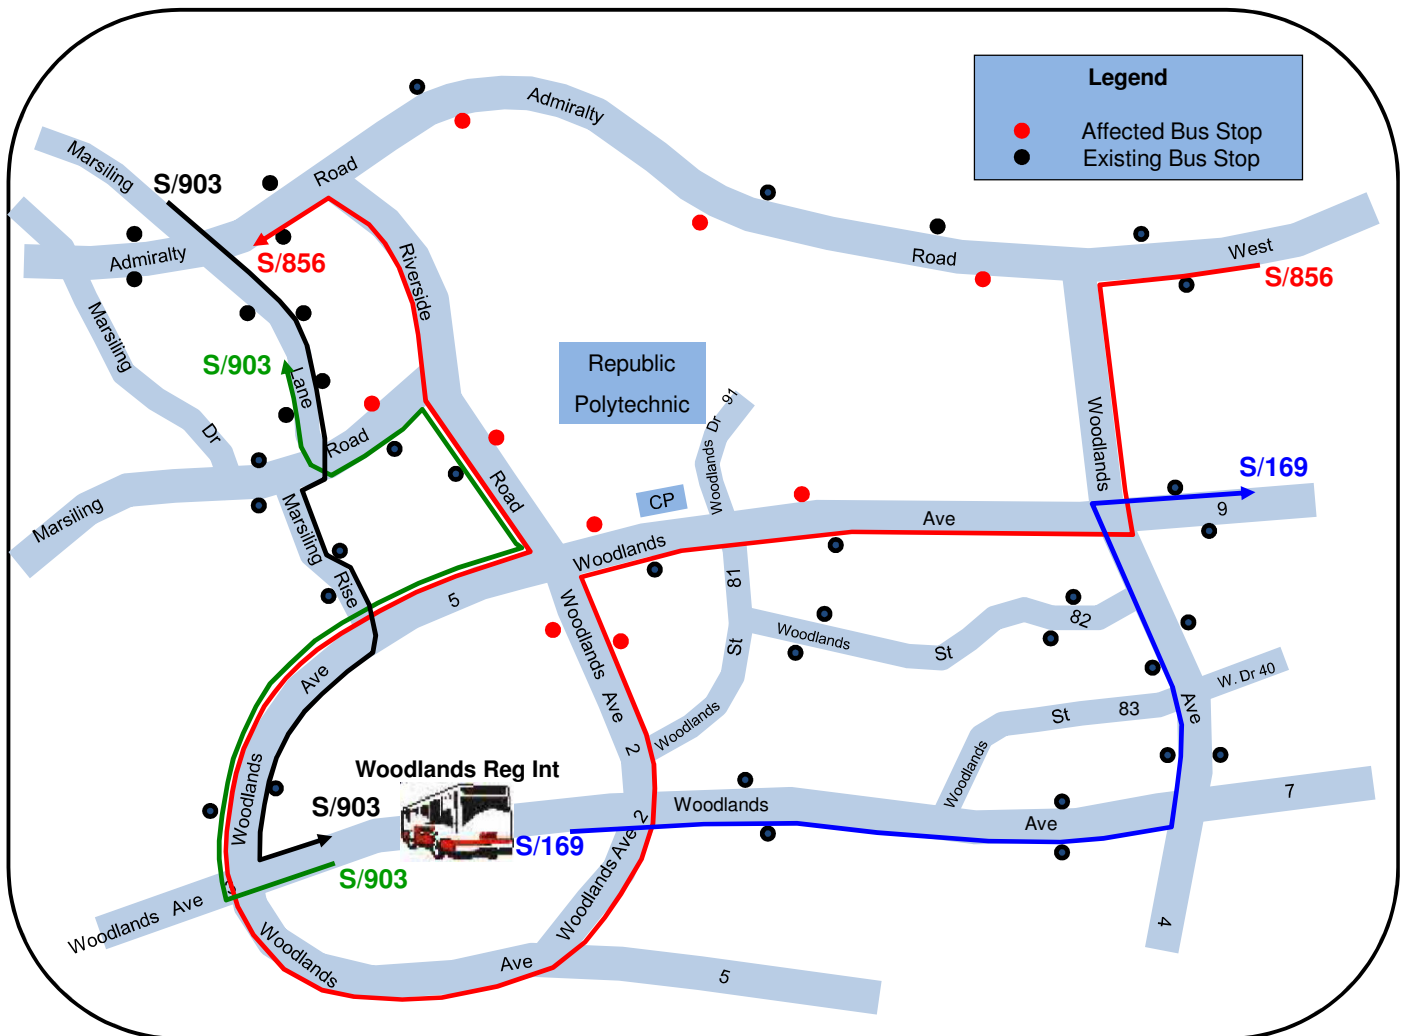 Legend
Affected Bus Stop
Existing Bus Stop
Admiralty
Marsiling
S/903
Road
West
Road
Admiralty
S/856
S/856
Riverside
Marsiling
S/903
Lane
Republic
Polytechnic
Woodlands Dr 91
Woodlands
Dr
Road
S/169
CP
Road
9
Marsiling
Marsiling
Ave
Woodlands
Rise
5
81
Woodlands
82
St
Woodlands
St
Ave
Ave
W. Dr 40
83
St
Ave
Woodlands
2
Woodlands Reg Int
Woodlands
S/903
Woodlands
Woodlands
7
Ave
2
S/169
Woodlands Ave
S/903
Woodlands Ave
4
Woodlands
Ave
5